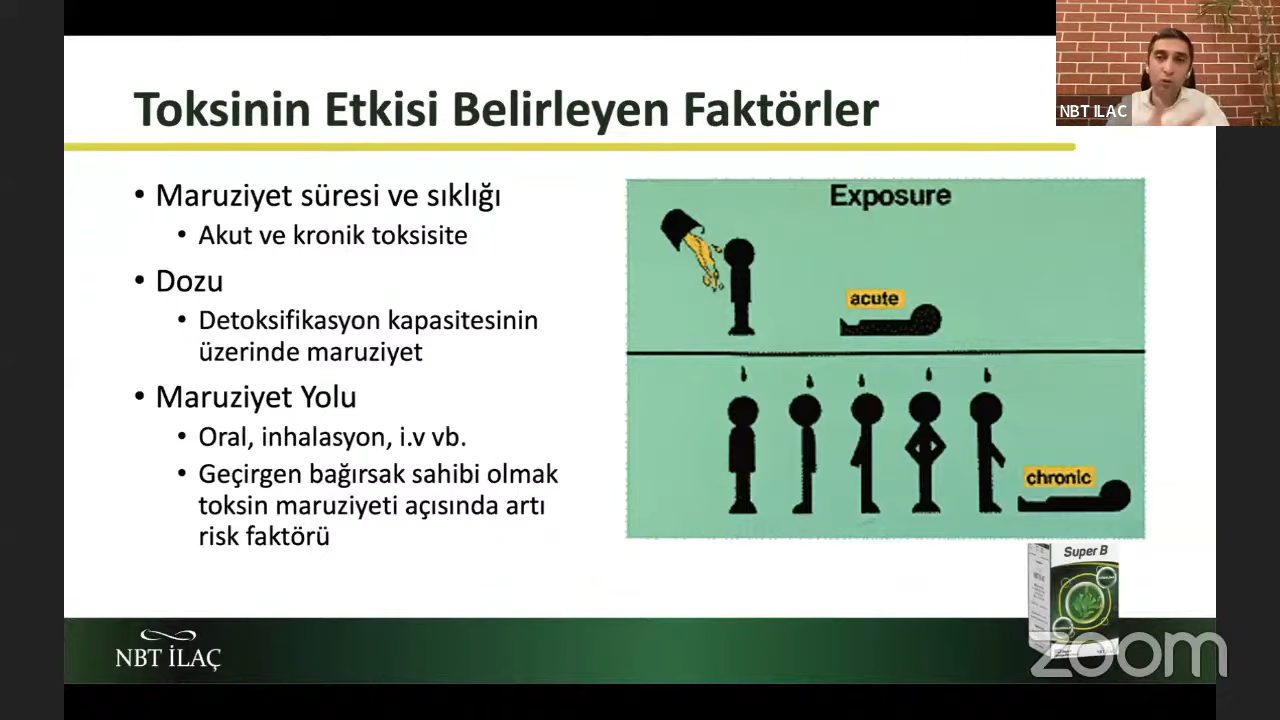 Toksinin Etkisi Belirleyen Faktörler
NBT ILAC
• Maruziyet süresi ve sıklığı
• Akut ve kronik toksisite
• Dozu
• Detoksifikasyon kapasitesinin
üzerinde maruziyet
• Maruziyet Yolu
• Oral, inhalasyon, i.v vb.
• Geçirgen bağırsak sahibi olmak
toksin maruziyeti açısında artı
risk faktörü
Exposure
acute
chronic
Super B
NBT İLAÇ
zoom